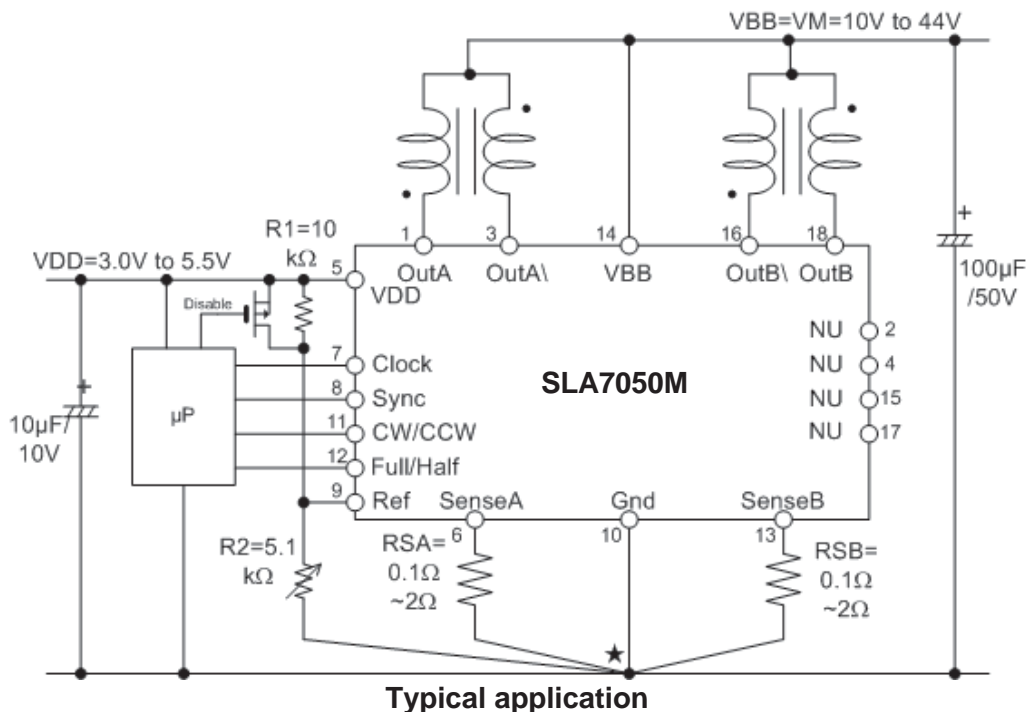 VBB=VM=10V to 44V
R1=10
kΩ
1
3
14
16
18
OutA
OutA\
VBB
OutB\
OutB
VDD=3.0V to 5.5V
5
VDD
+
100µF
/50V
Disable
NU 2
NU 4
NU 15
NU 17
SLA7050M
7
Clock
8
Sync
11
CW/CCW
12
Full/Half
9
Ref
µP
+
10µF/
10V
SenseA
Gnd
SenseB
6
10
13
R2=5.1
kΩ
RSA=
0.1Ω
~2Ω
RSB=
0.1Ω
~2Ω
★
Typical application